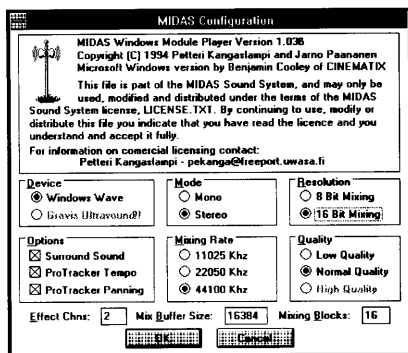 MIDAS Configuration
MIDAS Windows Module Player Version 1.03ß
Copyright [C] 1994 Petteri Kangaslampi and Jarno Paananen
Microsoft Windows version by Benjamin Cooley of CINEMATIX
This file is part of the MIDAS Sound System, and may only be
used, modified and distributed under the terms of the MIDAS
Sound System license, LICENSE.TXT. By continuing to use, modify or
distribute this file you indicate that you have read the licence and you
understand and accept it fully.
For information on comercial licensing contact:
Petteri Kangaslampi - pekanga@freeport.uwasa.fi
Device Mode Resolution
Windows Wave Mono 8 Bit Mixing
Gravis Ultrasound!! Stereo 16 Bit Mixing
Options Mixing Rate Quality
Surround Sound 11025 Khz Low Quality
ProTracker Tempo 22050 Khz Normal Quality
ProTracker Panning 44100 Khz High Quality
Effect Chns: 2 Mix Buffer Size: 16384 Mixing Blocks: 16
OK Cancel